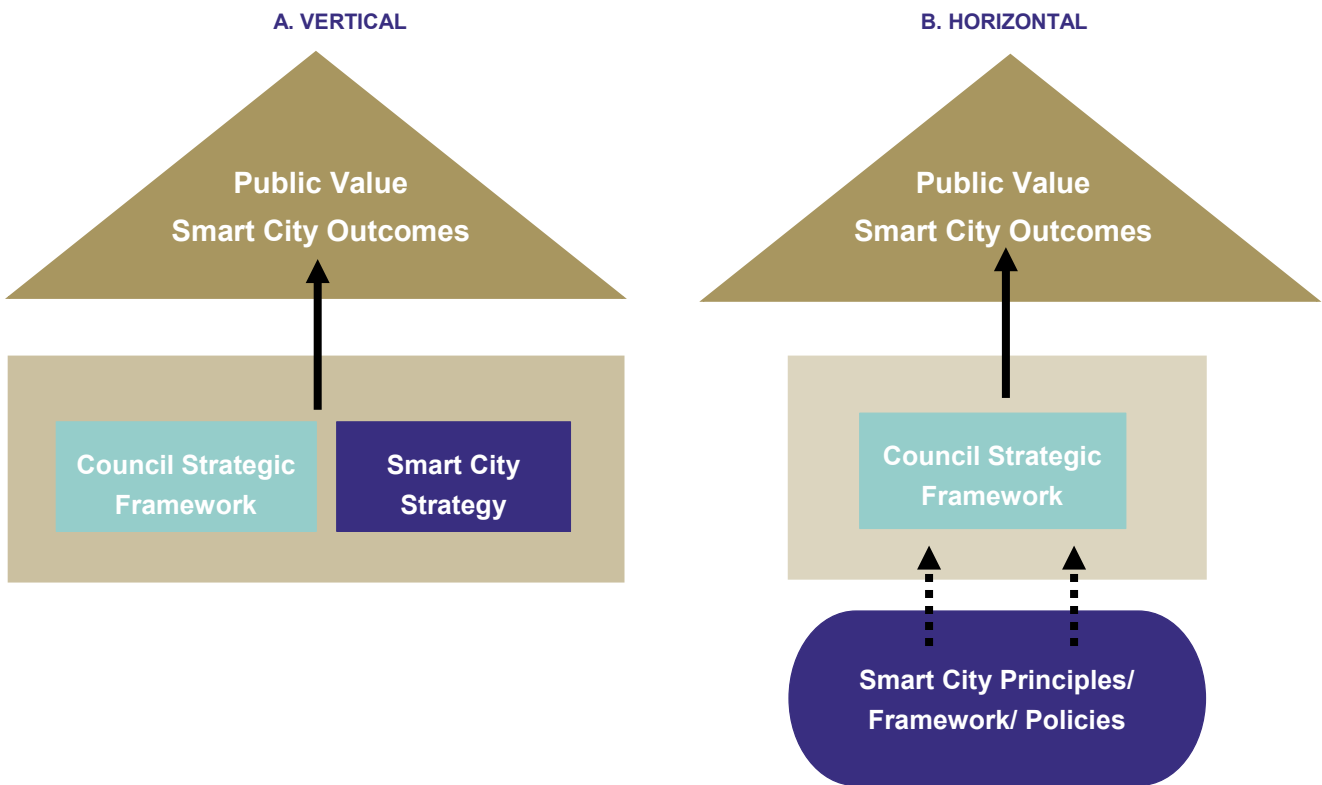 A. VERTICAL
Public Value
Smart City Outcomes
Council Strategic
Framework
Smart City
Strategy
B. HORIZONTAL
Public Value
Smart City Outcomes
Council Strategic
Framework
Smart City Principles/
Framework/ Policies